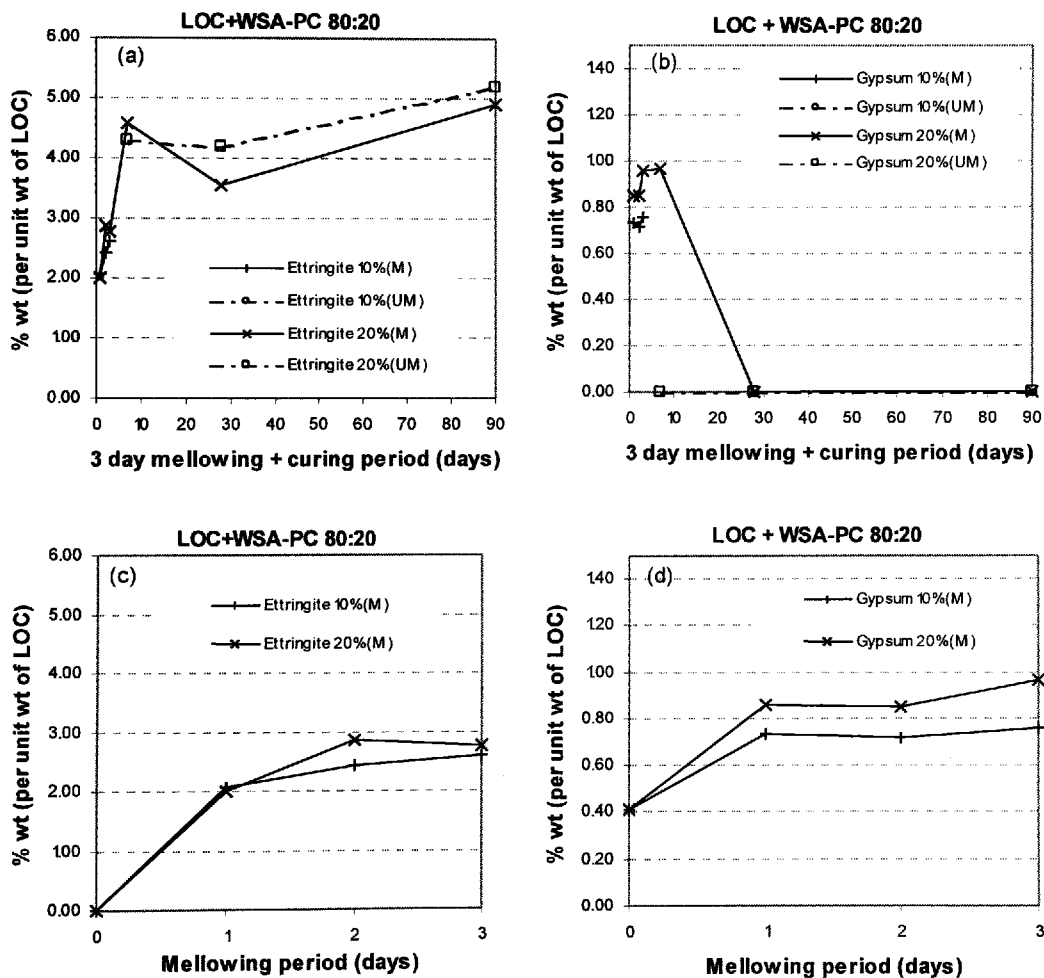 LOC+WSA-PC 80:20
(a)
% wt (per unit wt of LOC)
6.00
5.00
4.00
3.00
2.00
100
0.00
Ettringite 10%(M)
Ettringite 10%(UM)
Ettringite 20%(M)
Ettringite 20%(UM)
0 10 20 30 40 50 60 70 80 90
3 day mellowing + curing period (days)
LOC + WSA-PC 80:20
(b)
% wt (per unit wt of LOC)
140
120
100
0.80
0.60
0.40
0.20
0.00
Gypsum 10%(M)
Gypsum 10%(UM)
Gypsum 20%(M)
Gypsum 20%(UM)
0 10 20 30 40 50 60 70 80 90
3 day mellowing + curing period (days)
LOC+WSA-PC 80:20
(c)
% wt (per unit wt of LOC)
6.00
5.00
4.00
3.00
2.00
100
0.00
Ettringite 10%(M)
Ettringite 20%(M)
0 1 2 3
Mellowing period (days)
LOC + WSA-PC 80:20
(d)
% wt (per unit wt of LOC)
140
120
100
0.80
0.60
0.40
0.20
0.00
Gypsum 10%(M)
Gypsum 20%(M)
0 1 2 3
Mellowing period (days)